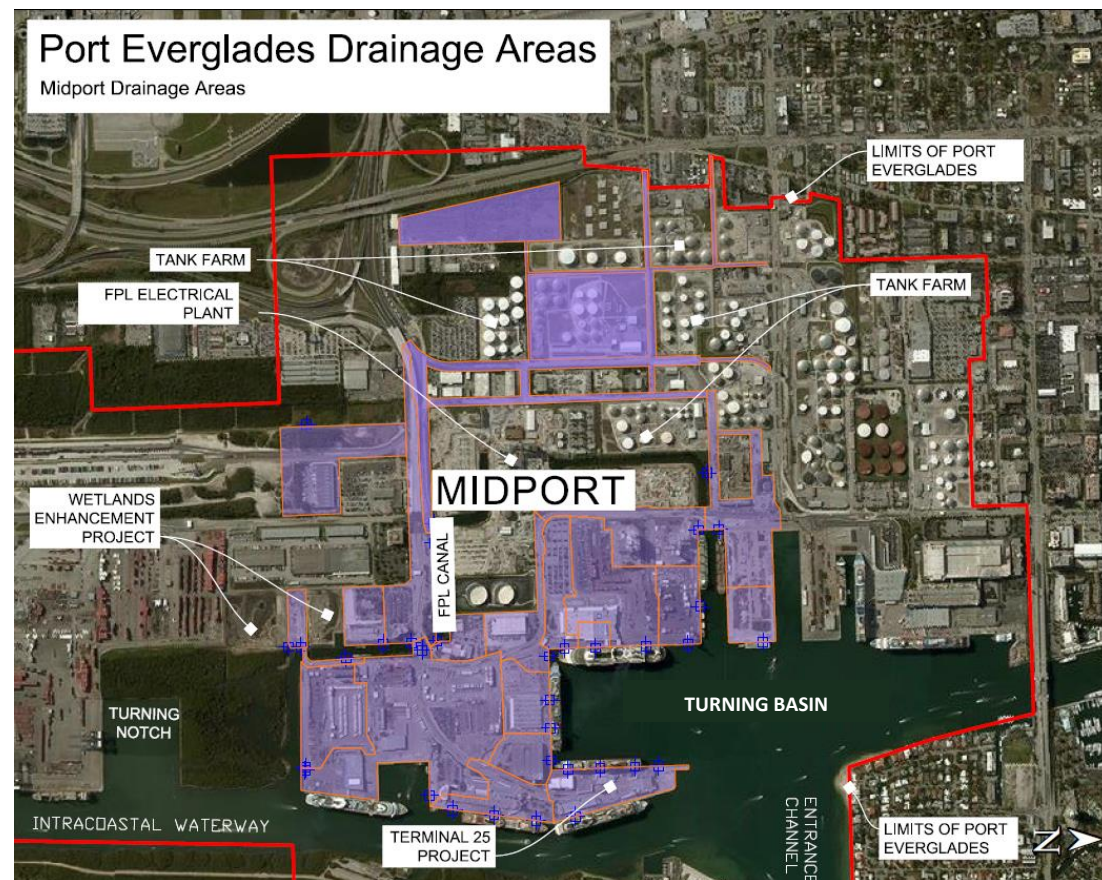 Port Everglades Drainage Areas
Midport Drainage Areas
LIMITS OF PORT
EVERGLADES
TANK FARM
FPL ELECTRICAL
PLANT
TANK FARM
MIDPORT
WETLANDS
ENHANCEMENT
PROJECT
FPL CANAL
TURNING
NOTCH
TURNING BASIN
INTRACOASTAL WATERWAY
TERMINAL 25
PROJECT
ENTRANCE
CHANNEL
LIMITS OF PORT
EVERGLADES
N